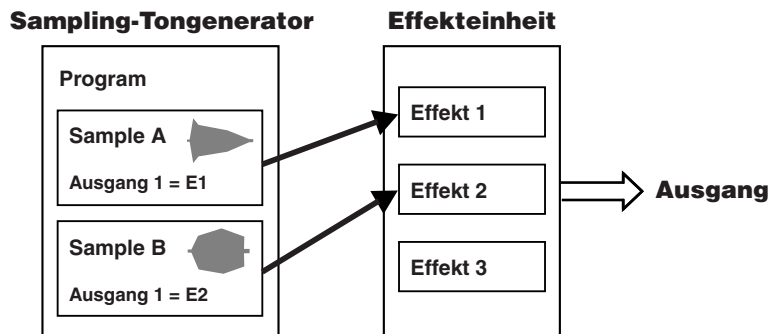 Sampling-Tongenerator
Program
Sample A
Ausgang 1 = E1
Sample B
Ausgang 1 = E2
Effekteinheit
Effekt 1
Effekt 2
Effekt 3
Ausgang